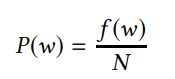 P(w) = f(w) / N